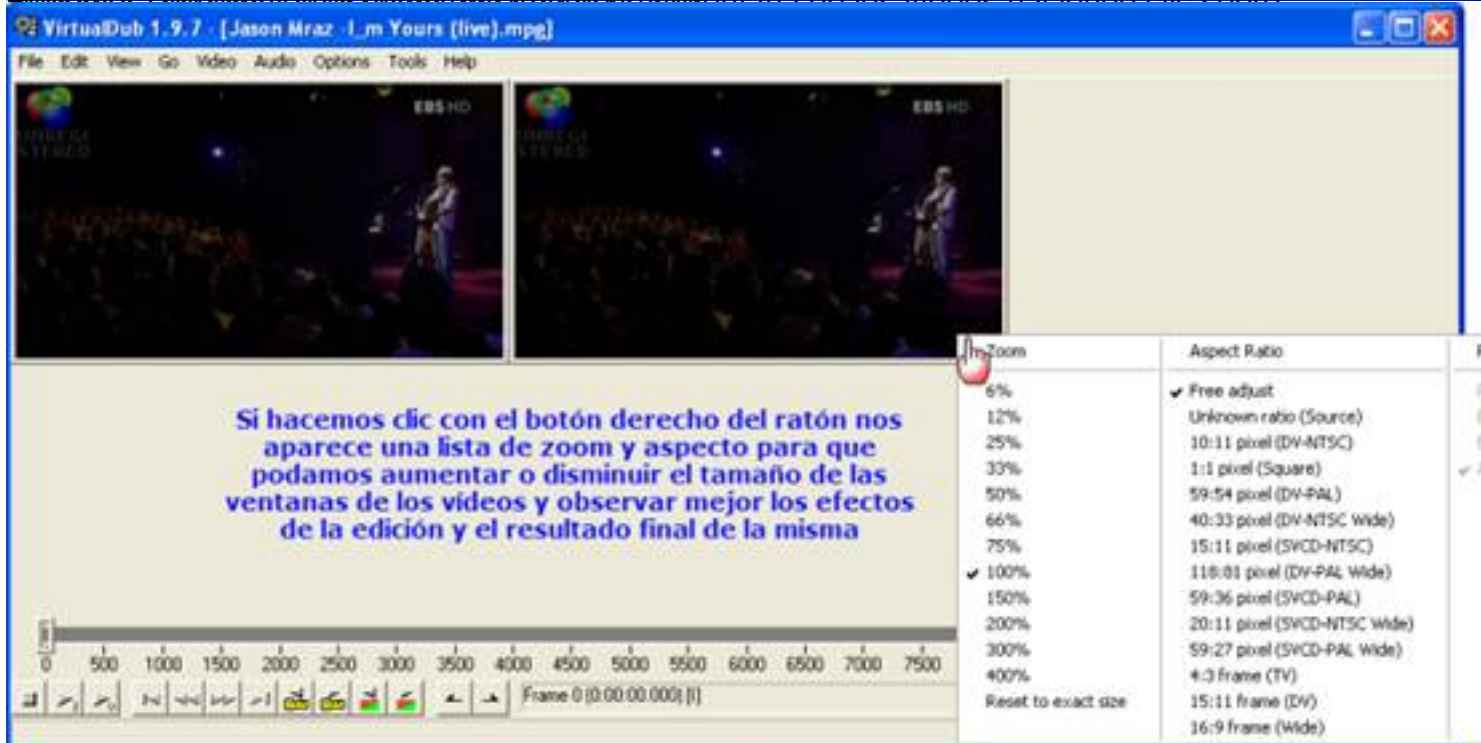 VirtualDub 1.9.7 - [Jason Mraz -I_m Yours (live).mpg]
File Edit View Go Video Audio Options Tools Help
EBS HD
EBS HD
STEREO
STEREO
Si hacemos clic con el botón derecho del ratón nos
aparece una lista de zoom y aspecto para que
podamos aumentar o disminuir el tamaño de las
ventanas de los vídeos y observar mejor los efectos
de la edición y el resultado final de la misma
Zoom
6%
12%
25%
33%
50%
66%
75%
100%
150%
200%
300%
400%
Reset to exact size
Aspect Ratio
Free adjust
Unknown ratio (Source)
10:11 pixel (DV-NTSC)
1:1 pixel (Square)
59:54 pixel (DV-PAL)
40:33 pixel (DV-NTSC Wide)
15:11 pixel (SVCD-NTSC)
118:81 pixel (DV-PAL Wide)
59:36 pixel (SVCD-PAL)
20:11 pixel (SVCD-NTSC Wide)
59:27 pixel (SVCD-PAL Wide)
4:3 frame (TV)
15:11 frame (DV)
16:9 frame (Wide)
0 500 1000 1500 2000 2500 3000 3500 4000 4500 5000 5500 6000 6500 7000 7500
Frame 0 (0:00:00.000) [I]